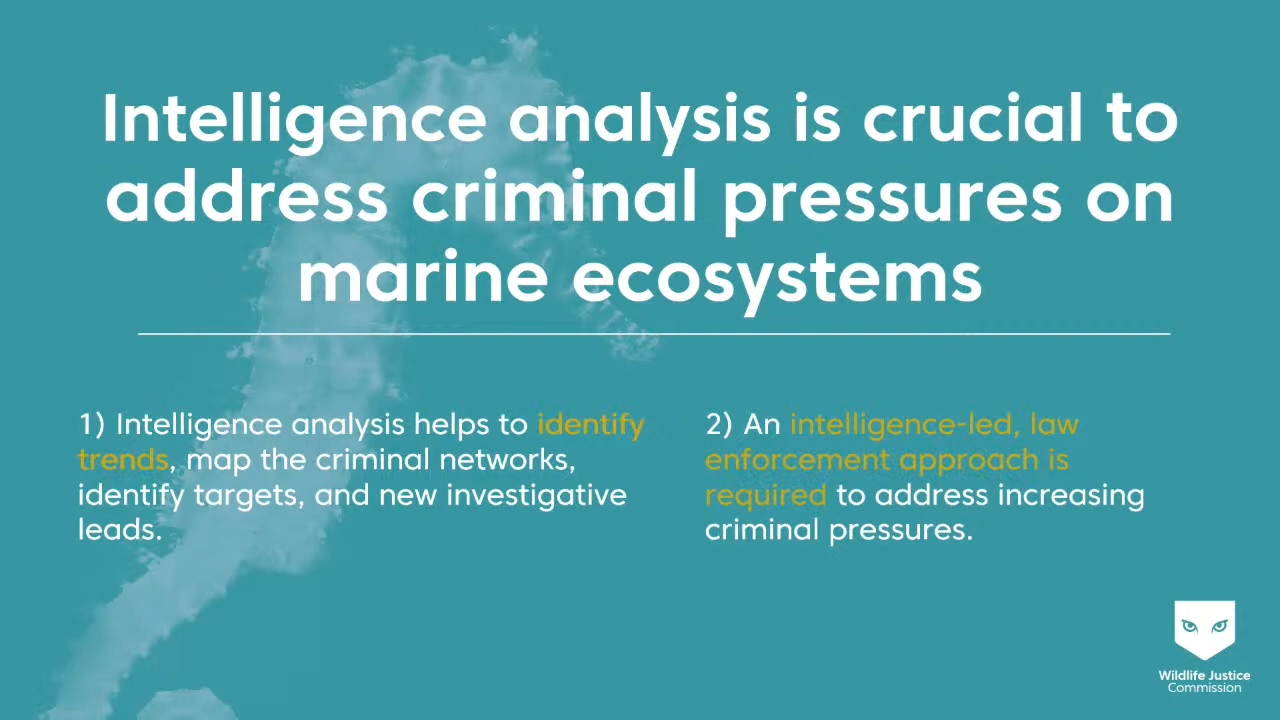 Intelligence analysis is crucial to
address criminal pressures on
marine ecosystems
1) Intelligence analysis helps to identify
trends, map the criminal networks,
identify targets, and new investigative
leads.
2) An intelligence-led, law
enforcement approach is
required to address increasing
criminal pressures.
Wildlife Justice
Commission